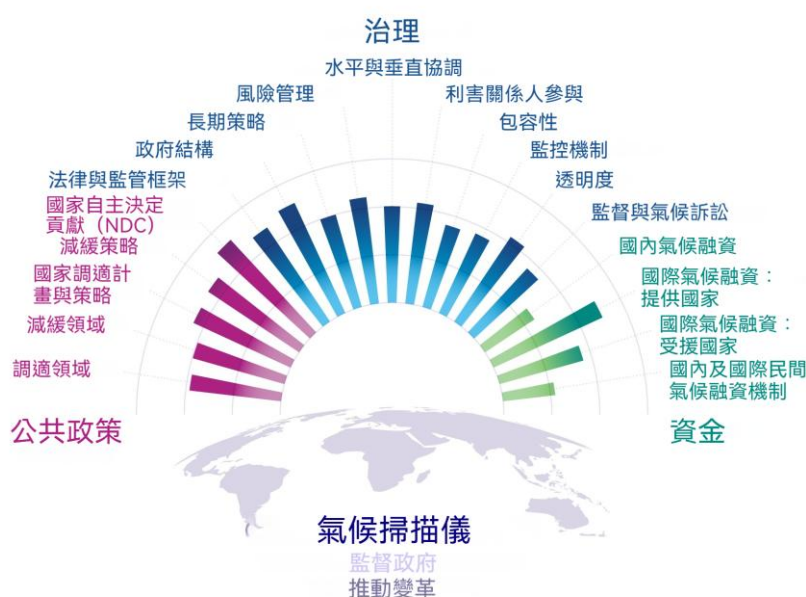 治理
水平與垂直協調
風險管理
利害關係人參與
長期策略
包容性
政府結構
監控機制
法律與監管框架
透明度
國家自主決定
貢獻（NDC）
減緩策略
監督與氣候訴訟
國家調適計
畫與策略
國內氣候融資
減緩領域
國際氣候融資：
提供國家
調適領域
國際氣候融資：
受援國家
國內及國際民間
氣候融資機制
公共政策
資金
氣候掃描儀
監督政府
推動變革